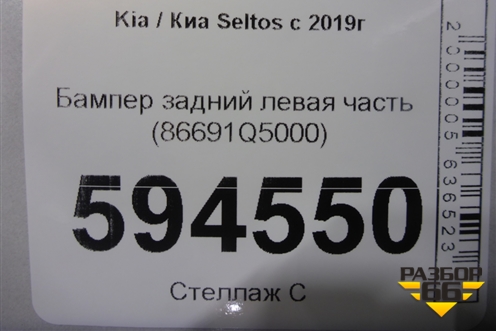 Kia / Киа Seltos с 2019г
Бампер задний левая часть
(86691Q5000)
594550
Стеллаж С
2000005636523
РАЗБОР
66